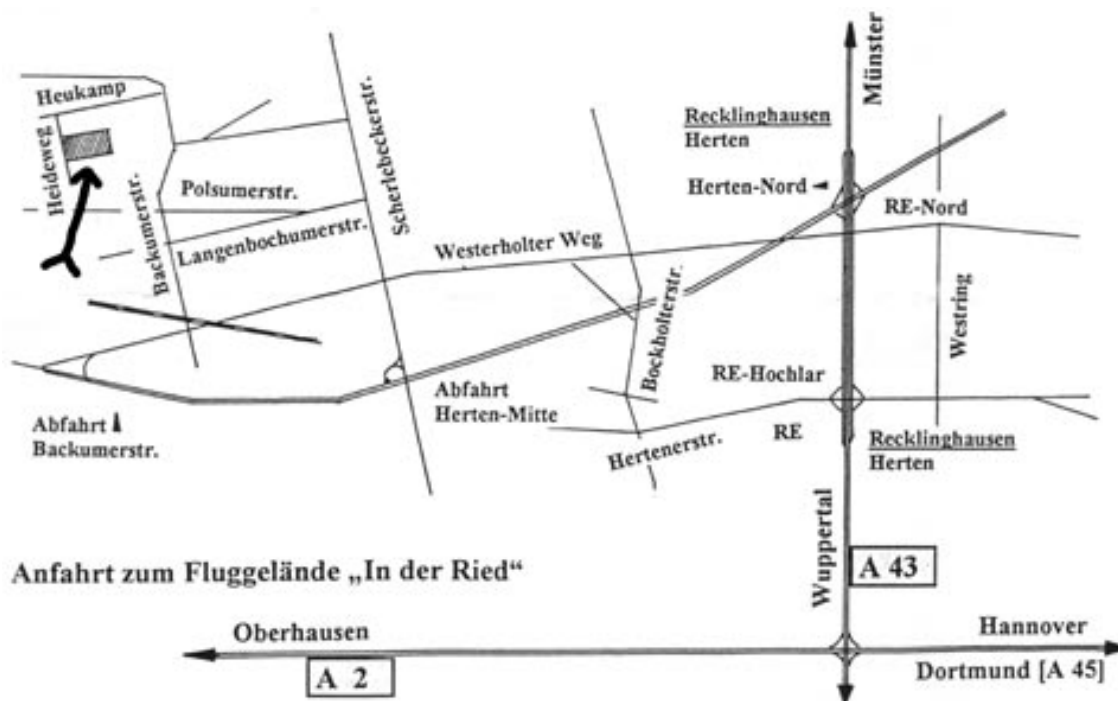 Heukamp
Heideweg
Backumerstr.
Polsumerstr.
Langenbochumerstr.
Scherlebeckerstr.
Westerholter Weg
Bockholterstr.
Münster
Recklinghausen
Herten
Herten-Nord
RE-Nord
Westring
RE-Hochlar
RE
Hertenerstr.
Recklinghausen
Herten
Abfahrt
Herten-Mitte
Abfahrt
Backumerstr.
Wuppertal
A 43
Anfahrt zum Fluggelände „In der Ried“
Oberhausen
A 2
Hannover
Dortmund [A 45]